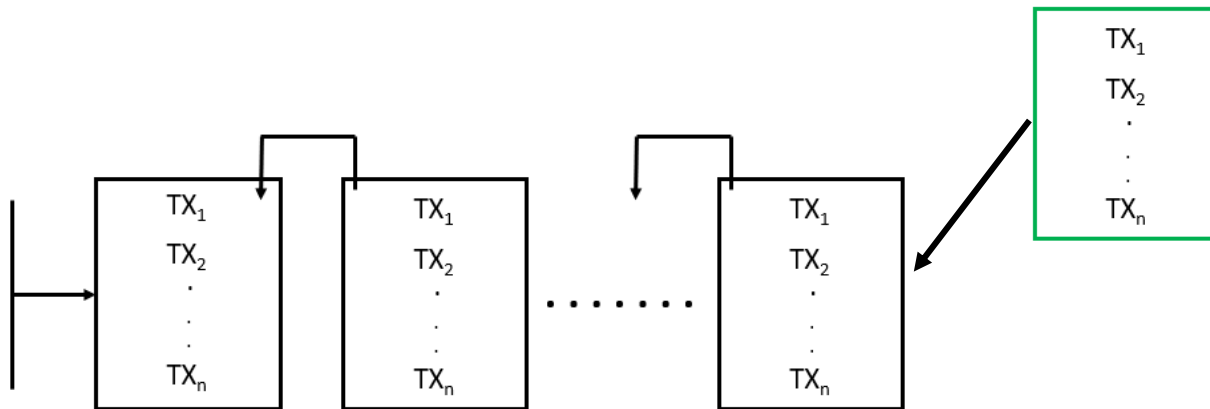 TX₁
TX₂
.
.
.
TXₙ
TX₁
TX₂
.
.
.
TXₙ
.......
TX₁
TX₂
.
.
.
TXₙ
TX₁
TX₂
.
.
.
TXₙ